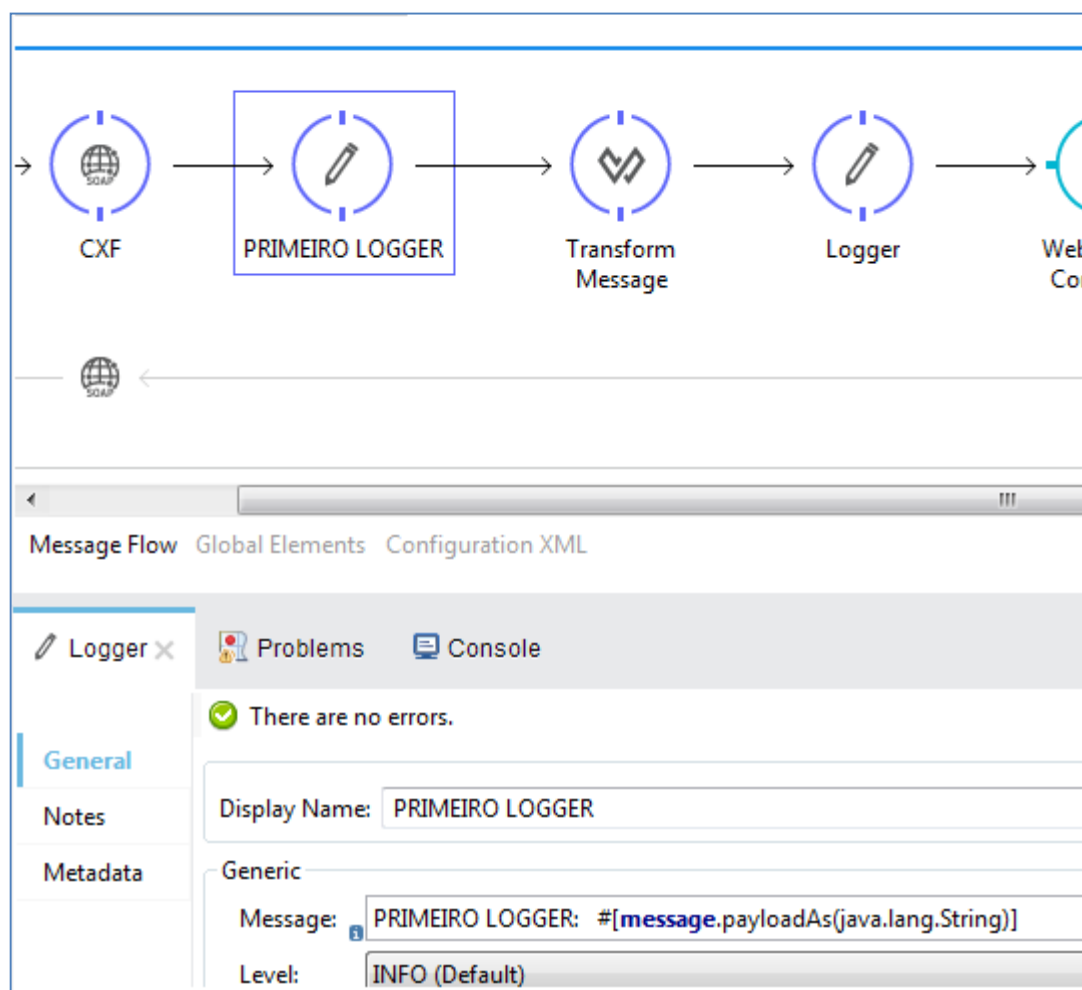 SOAP
CXF
PRIMEIRO LOGGER
Transform
Message
Logger
SOAP
Message Flow Global Elements Configuration XML
Logger Problems Console
There are no errors.
General
Notes
Metadata
Display Name: PRIMEIRO LOGGER
Generic
Message: PRIMEIRO LOGGER: #[message.payloadAs(java.lang.String)]
Level: INFO (Default)